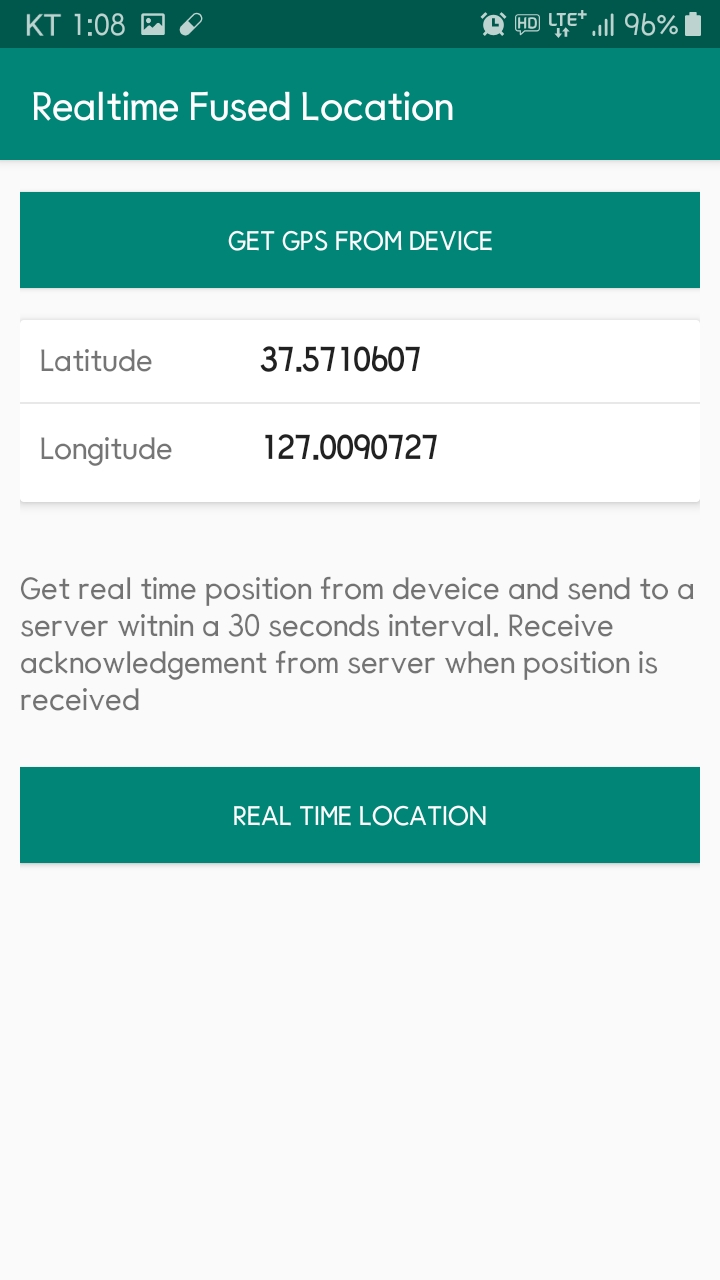 KT 1:08 HD LTE+ 96%
Realtime Fused Location
GET GPS FROM DEVICE
Latitude 37.5710607
Longitude 127.0090727
Get real time position from deveice and send to a
server witnin a 30 seconds interval. Receive
acknowledgement from server when position is
received
REAL TIME LOCATION